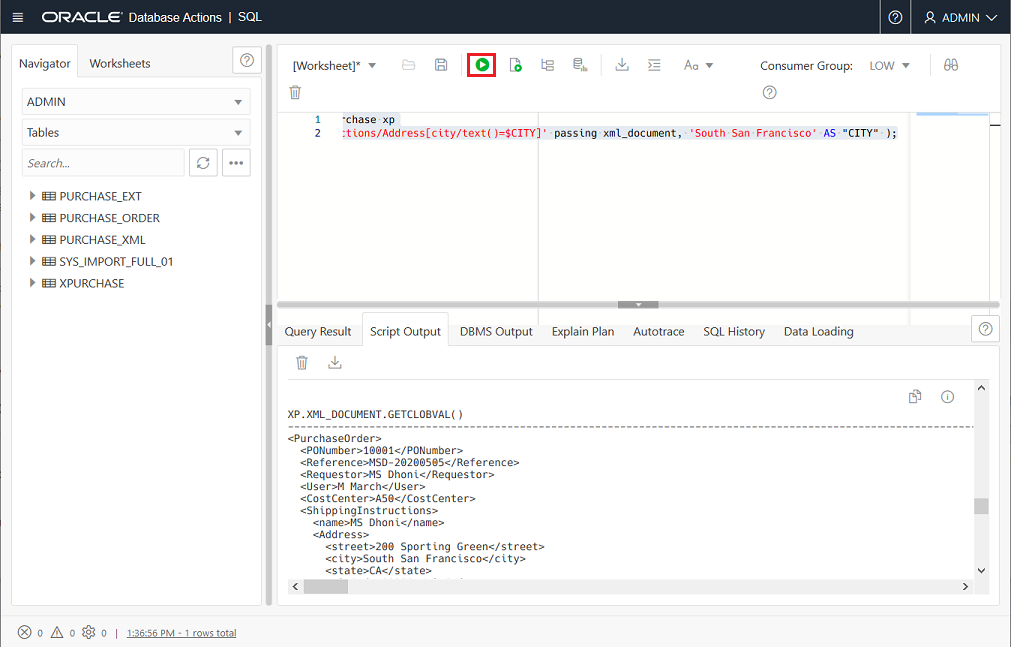 ORACLE Database Actions | SQL
ADMIN
Navigator
Worksheets
ADMIN
Tables
Search...
PURCHASE_EXT
PURCHASE_ORDER
PURCHASE_XML
SYS_IMPORT_FULL_01
XPURCHASE
[Worksheet]*
Aa
Consumer Group: LOW
1 rchase xp
2 :tions/Address[city/text()=$CITY]' passing xml_document, 'South San Francisco' AS "CITY" );
Query Result
Script Output
DBMS Output
Explain Plan
Autotrace
SQL History
Data Loading
XP.XML_DOCUMENT.GETCLOBVAL()
--------------------------------------------------------------------------------
<PurchaseOrder>
<PONumber>10001</PONumber>
<Reference>MSD-20200505</Reference>
<Requestor>MS Dhoni</Requestor>
<User>M March</User>
<CostCenter>A50</CostCenter>
<ShippingInstructions>
<name>MS Dhoni</name>
<Address>
<street>200 Sporting Green</street>
<city>South San Francisco</city>
<state>CA</state>
0 0 0 | 1:36:56 PM - 1 rows total